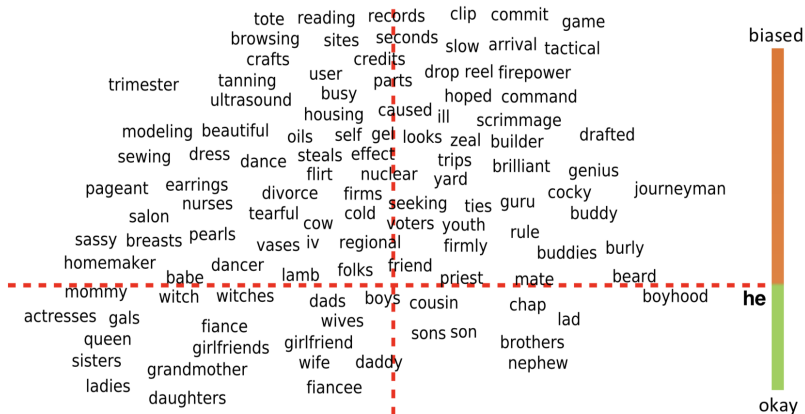 tote reading records clip commit game
browsing sites seconds slow arrival tactical
biased
crafts credits
trimester tanning user parts drop reel firepower
ultrasound busy hoped command
housing caused ill scrimmage
modeling beautiful oils self gel looks zeal builder drafted
sewing dress dance steals effect trips brilliant genius
flirt nuclear yard
pageant earrings divorce firms cocky journeyman
nurses seeking ties guru buddy
salon tearful cow cold voters youth rule
sassy breasts pearls vases iv regional firmly buddies burly
homemaker babe dancer lamb folks friend priest mate beard
mommy witch witches dads boys cousin chap boyhood he
actresses gals fiance wives lad
queen girlfriends girlfriend sons son brothers
sisters grandmother wife daddy nephew
ladies daughters fiancee
okay